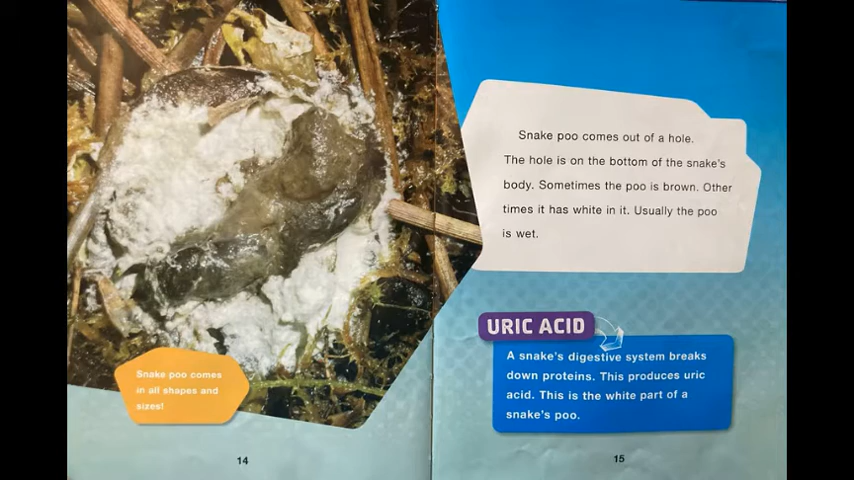 Snake poo comes
in all shapes and
sizes!
14
Snake poo comes out of a hole.
The hole is on the bottom of the snake's
body. Sometimes the poo is brown. Other
times it has white in it. Usually the poo
is wet.
URIC ACID
A snake's digestive system breaks
down proteins. This produces uric
acid. This is the white part of a
snake's poo.
15